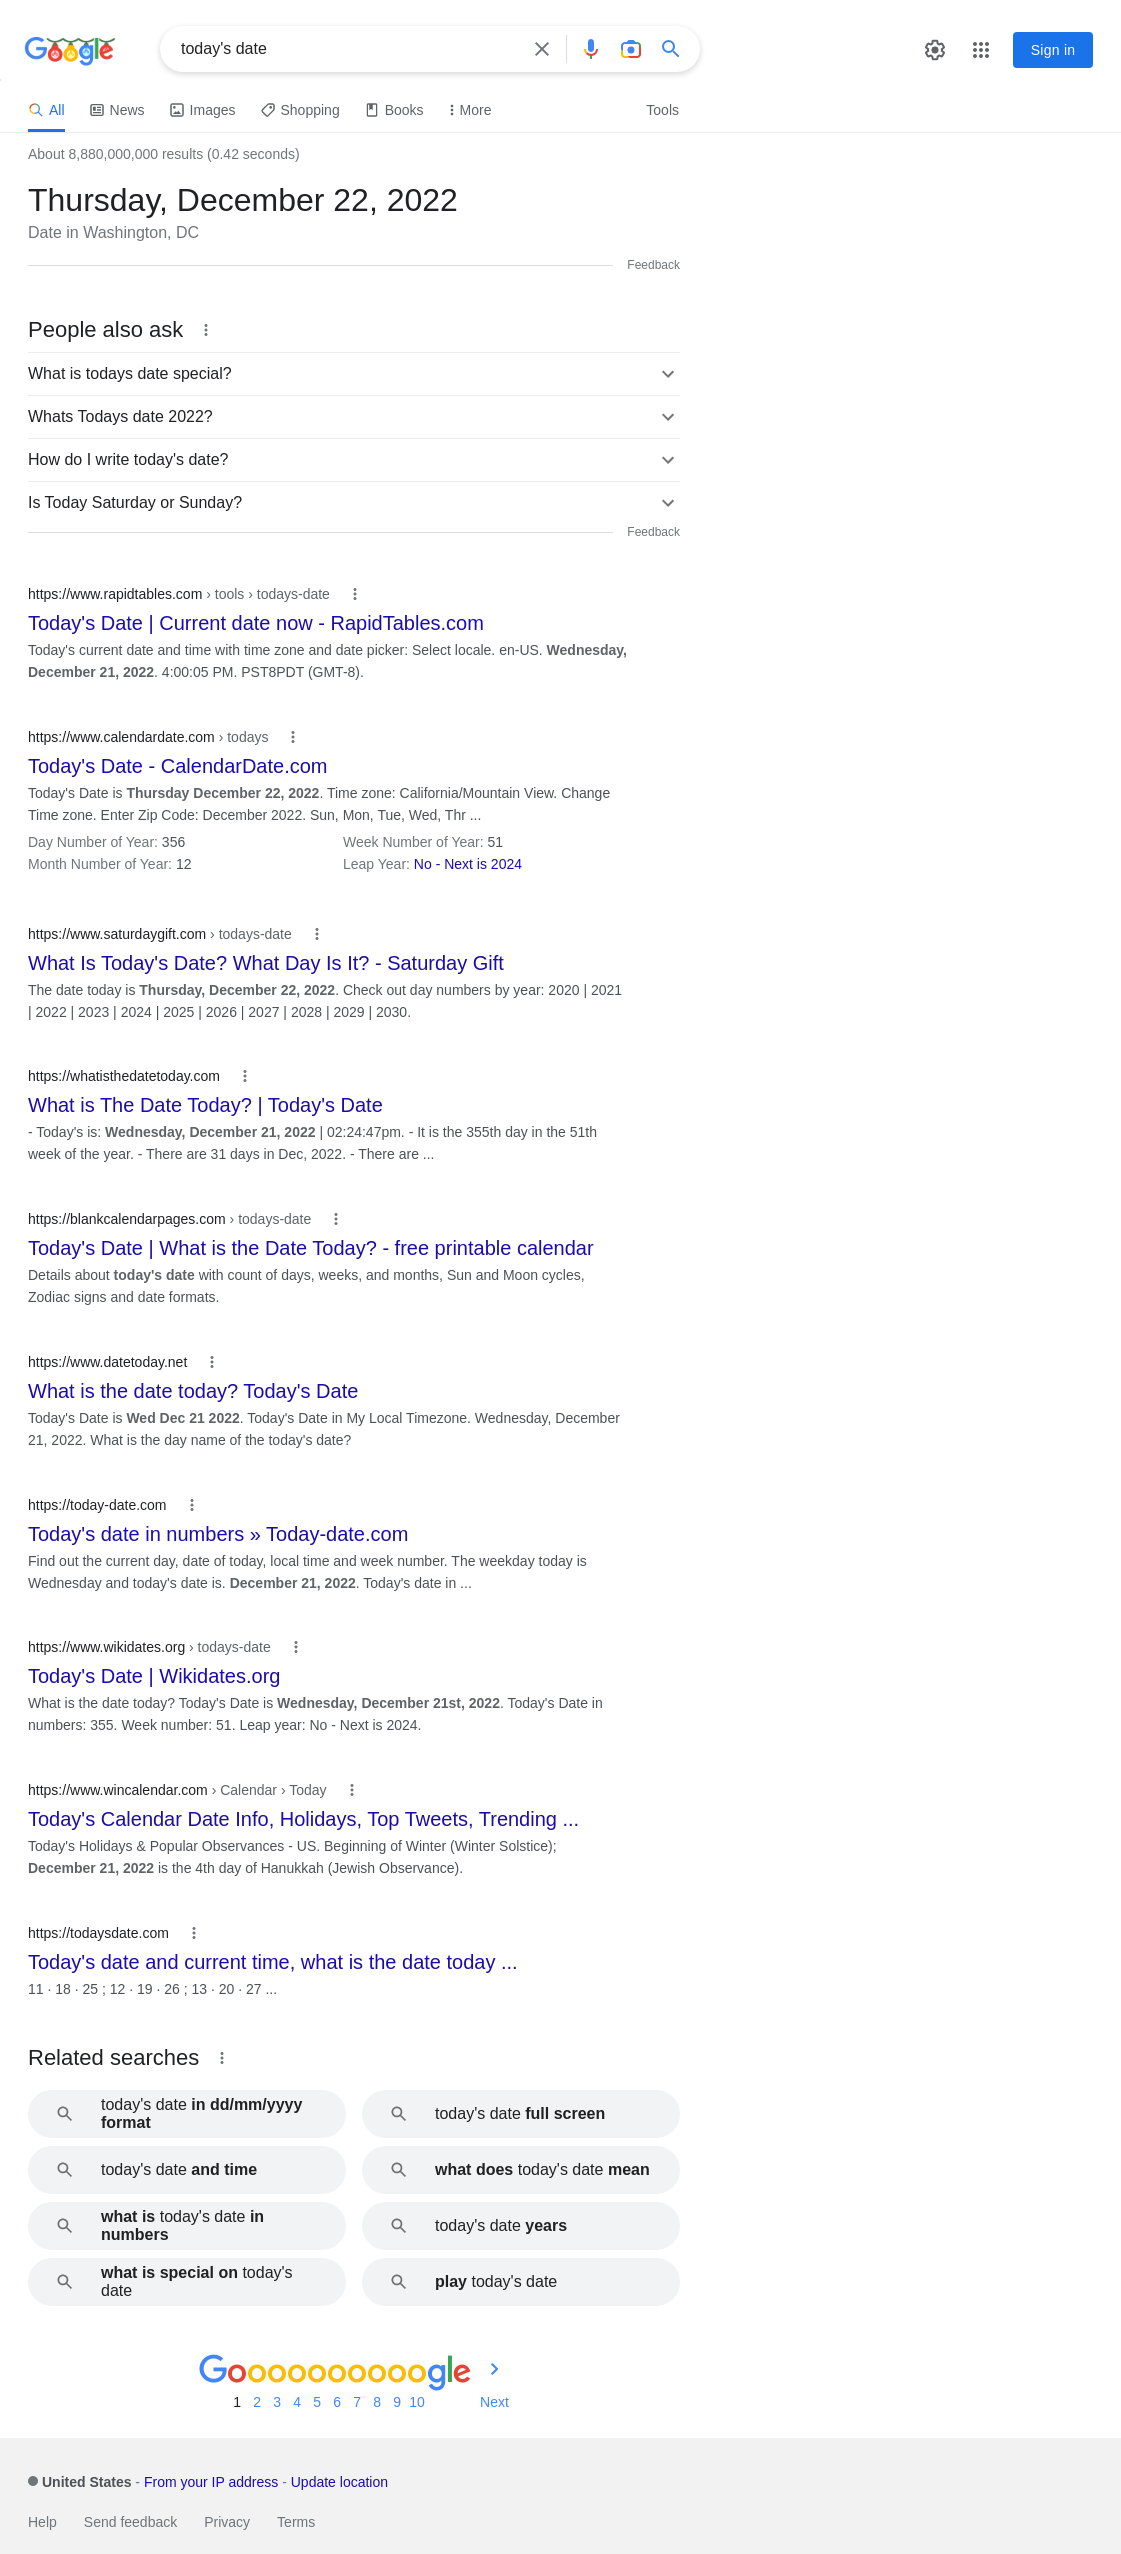 Google
today's date
Sign in
All
News
Images
Shopping
Books
More
Tools
About 8,880,000,000 results (0.42 seconds)
Thursday, December 22, 2022
Date in Washington, DC
Feedback
People also ask
What is todays date special?
Whats Todays date 2022?
How do I write today's date?
Is Today Saturday or Sunday?
Feedback
https://www.rapidtables.com › tools › todays-date
Today's Date | Current date now - RapidTables.com
Today's current date and time with time zone and date picker: Select locale. en-US. Wednesday,
December 21, 2022. 4:00:05 PM. PST8PDT (GMT-8).
https://www.calendardate.com › todays
Today's Date - CalendarDate.com
Today's Date is Thursday December 22, 2022. Time zone: California/Mountain View. Change
Time zone. Enter Zip Code: December 2022. Sun, Mon, Tue, Wed, Thr ...
Day Number of Year: 356
Week Number of Year: 51
Month Number of Year: 12
Leap Year: No - Next is 2024
https://www.saturdaygift.com › todays-date
What Is Today's Date? What Day Is It? - Saturday Gift
The date today is Thursday, December 22, 2022. Check out day numbers by year: 2020 | 2021
| 2022 | 2023 | 2024 | 2025 | 2026 | 2027 | 2028 | 2029 | 2030.
https://whatisthedatetoday.com
What is The Date Today? | Today's Date
- Today's is: Wednesday, December 21, 2022 | 02:24:47pm. - It is the 355th day in the 51th
week of the year. - There are 31 days in Dec, 2022. - There are ...
https://blankcalendarpages.com › todays-date
Today's Date | What is the Date Today? - free printable calendar
Details about today's date with count of days, weeks, and months, Sun and Moon cycles,
Zodiac signs and date formats.
https://www.datetoday.net
What is the date today? Today's Date
Today's Date is Wed Dec 21 2022. Today's Date in My Local Timezone. Wednesday, December
21, 2022. What is the day name of the today's date?
https://today-date.com
Today's date in numbers » Today-date.com
Find out the current day, date of today, local time and week number. The weekday today is
Wednesday and today's date is. December 21, 2022. Today's date in ...
https://www.wikidates.org › todays-date
Today's Date | Wikidates.org
What is the date today? Today's Date is Wednesday, December 21st, 2022. Today's Date in
numbers: 355. Week number: 51. Leap year: No - Next is 2024.
https://www.wincalendar.com › Calendar › Today
Today's Calendar Date Info, Holidays, Top Tweets, Trending ...
Today's Holidays & Popular Observances - US. Beginning of Winter (Winter Solstice);
December 21, 2022 is the 4th day of Hanukkah (Jewish Observance).
https://todaysdate.com
Today's date and current time, what is the date today ...
11 · 18 · 25 ; 12 · 19 · 26 ; 13 · 20 · 27 ...
Related searches
today's date in dd/mm/yyyy
format
today's date full screen
today's date and time
what does today's date mean
what is today's date in
numbers
today's date years
what is special on today's
date
play today's date
Goooooooooogle
1 2 3 4 5 6 7 8 9 10 Next
United States - From your IP address - Update location
Help
Send feedback
Privacy
Terms